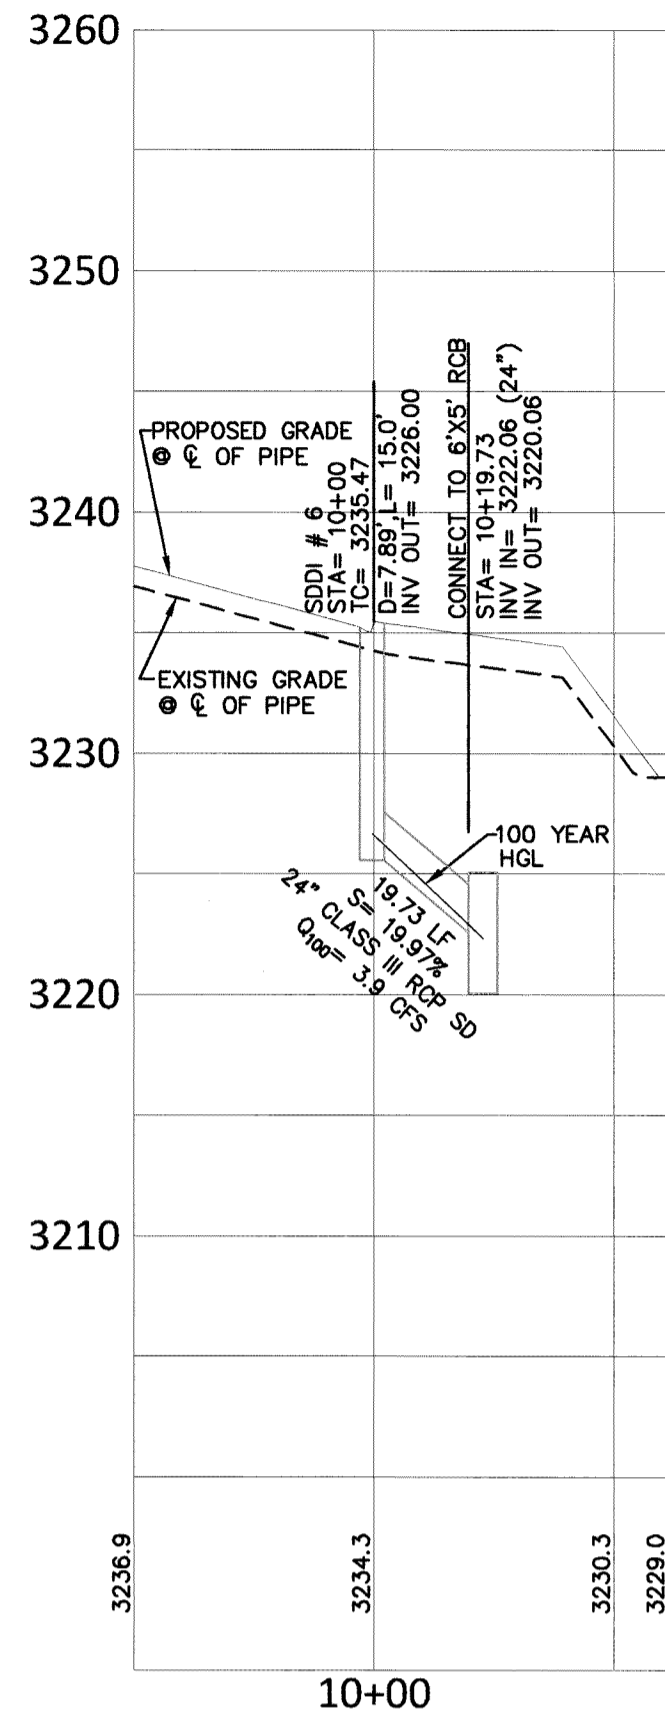 3260
3250
3240
3230
3220
3210
PROPOSED GRADE
@ ℄ OF PIPE
EXISTING GRADE
@ ℄ OF PIPE
SDDI # 6
STA= 10+00
TC= 3235.47
D=7.89',L= 15.0'
INV OUT= 3226.00
CONNECT TO 6'X5' RCB
STA= 10+19.73
INV IN= 3222.06 (24")
INV OUT= 3220.06
100 YEAR
HGL
19.73 LF
S= 19.97%
24" CLASS III RCP SD
Q100= 3.9 CFS
3236.9
3234.3
3230.3
3229.0
10+00